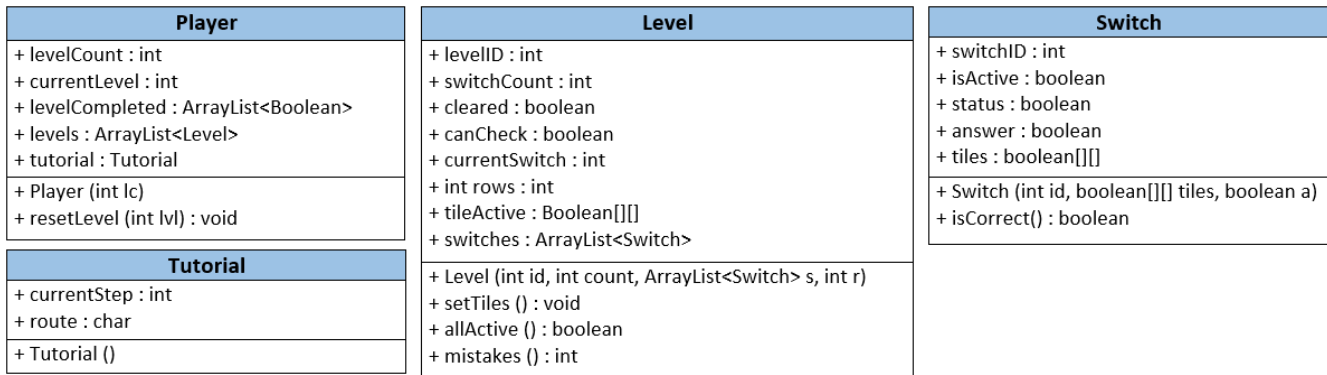 Player
+ levelCount : int
+ currentLevel : int
+ levelCompleted : ArrayList<Boolean>
+ levels : ArrayList<Level>
+ tutorial : Tutorial
+ Player (int lc)
+ resetLevel (int lvl) : void
Tutorial
+ currentStep : int
+ route : char
+ Tutorial ()
Level
+ levelID : int
+ switchCount : int
+ cleared : boolean
+ canCheck : boolean
+ currentSwitch : int
+ int rows : int
+ tileActive : Boolean[][]
+ switches : ArrayList<Switch>
+ Level (int id, int count, ArrayList<Switch> s, int r)
+ setTiles () : void
+ allActive () : boolean
+ mistakes () : int
Switch
+ switchID : int
+ isActive : boolean
+ status : boolean
+ answer : boolean
+ tiles : boolean[][]
+ Switch (int id, boolean[][] tiles, boolean a)
+ isCorrect() : boolean